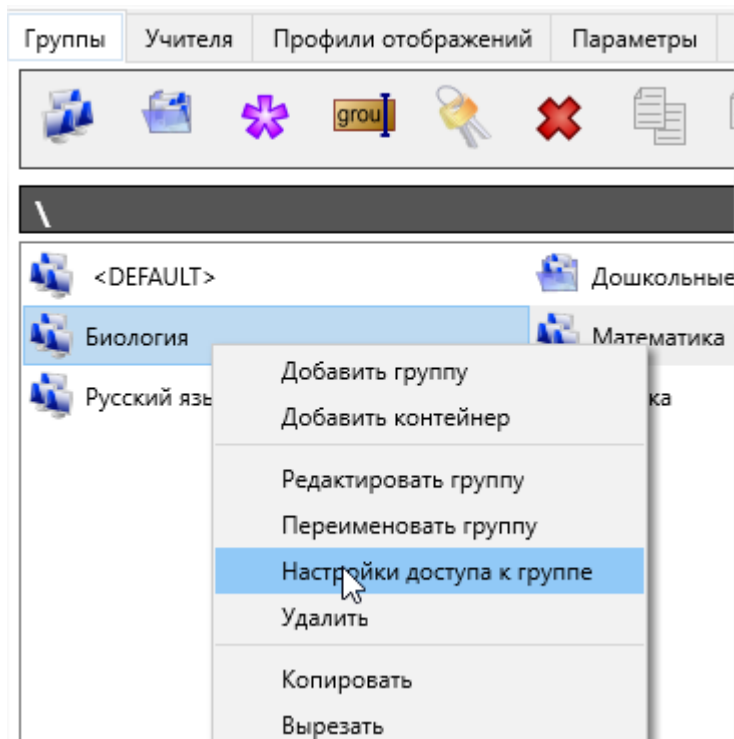 Группы Учителя Профили отображений Параметры
grou
\
<DEFAULT> Дошкольные
Биология Математика
Русский язы ка
Добавить группу
Добавить контейнер
Редактировать группу
Переименовать группу
Настройки доступа к группе
Удалить
Копировать
Вырезать